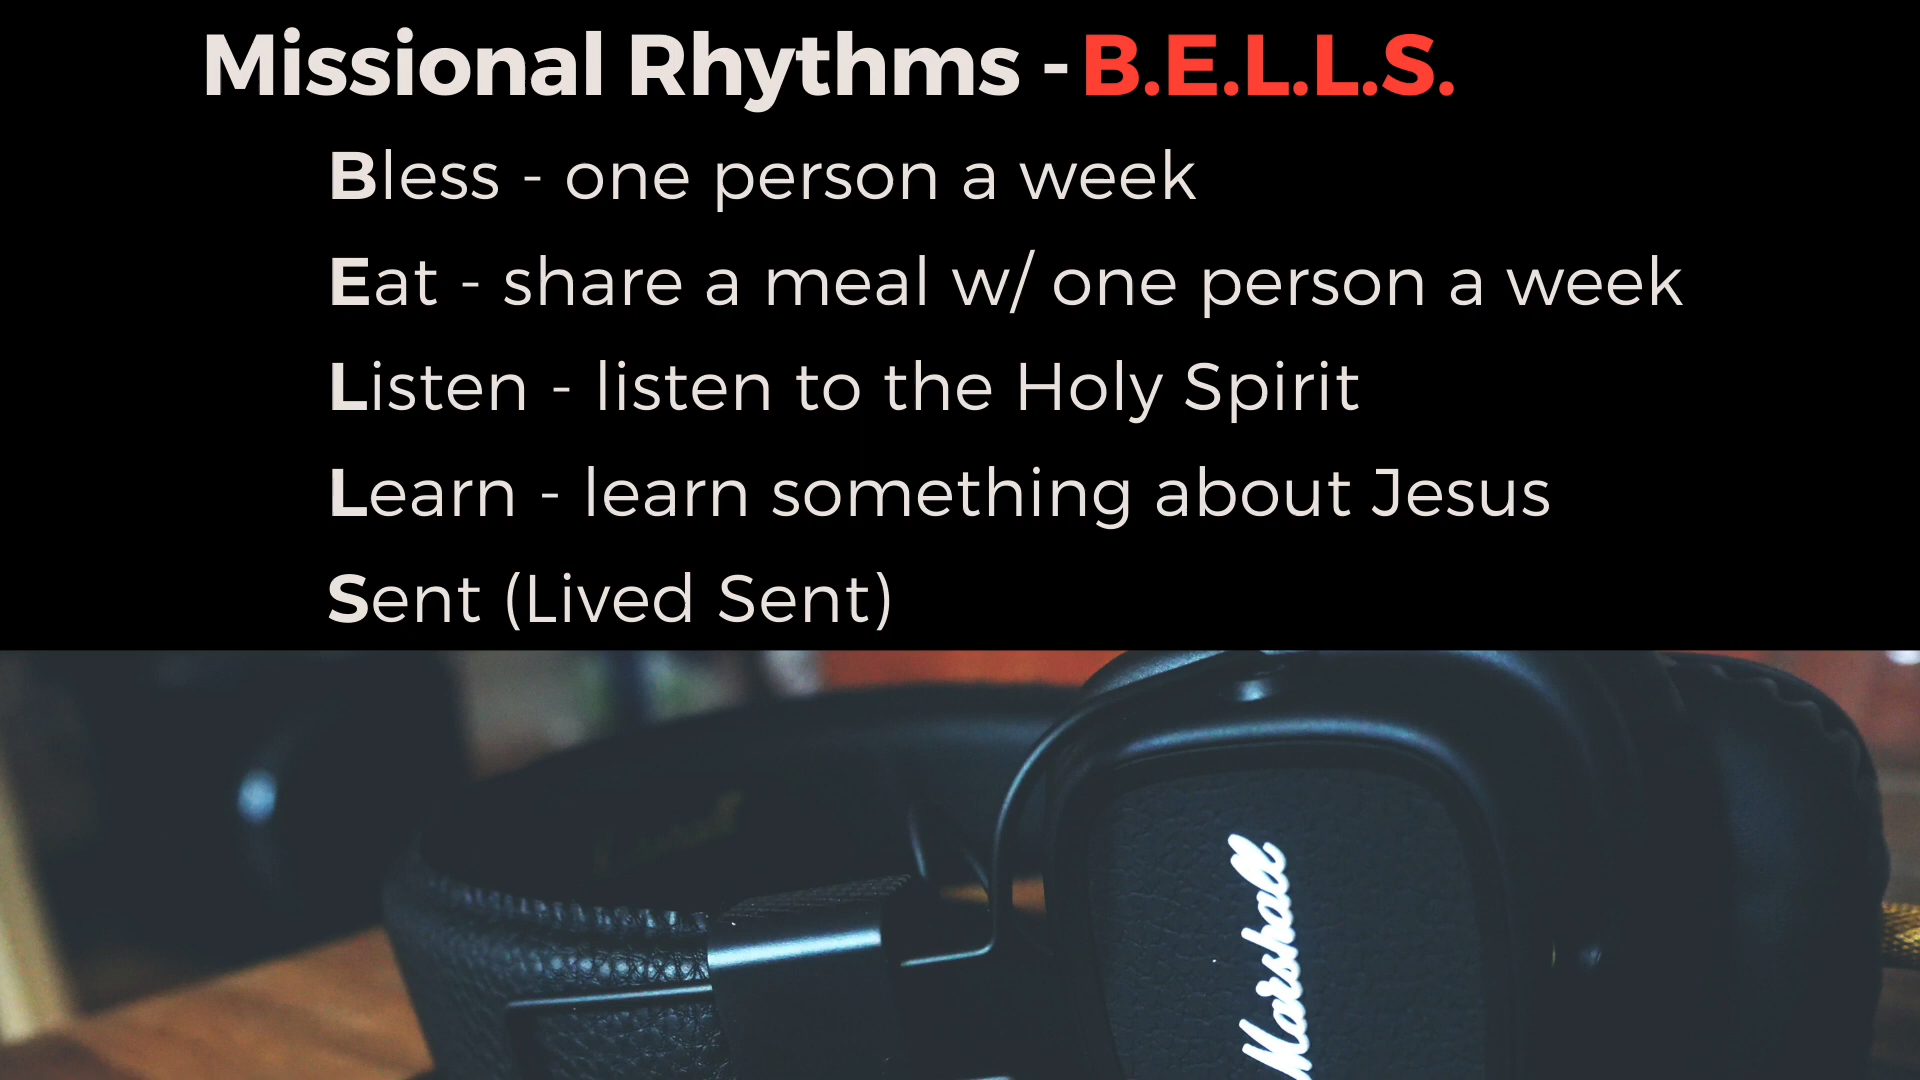 Missional Rhythms - B.E.L.L.S.
Bless - one person a week
Eat - share a meal w/ one person a week
Listen - listen to the Holy Spirit
Learn - learn something about Jesus
Sent (Lived Sent)
Marshall